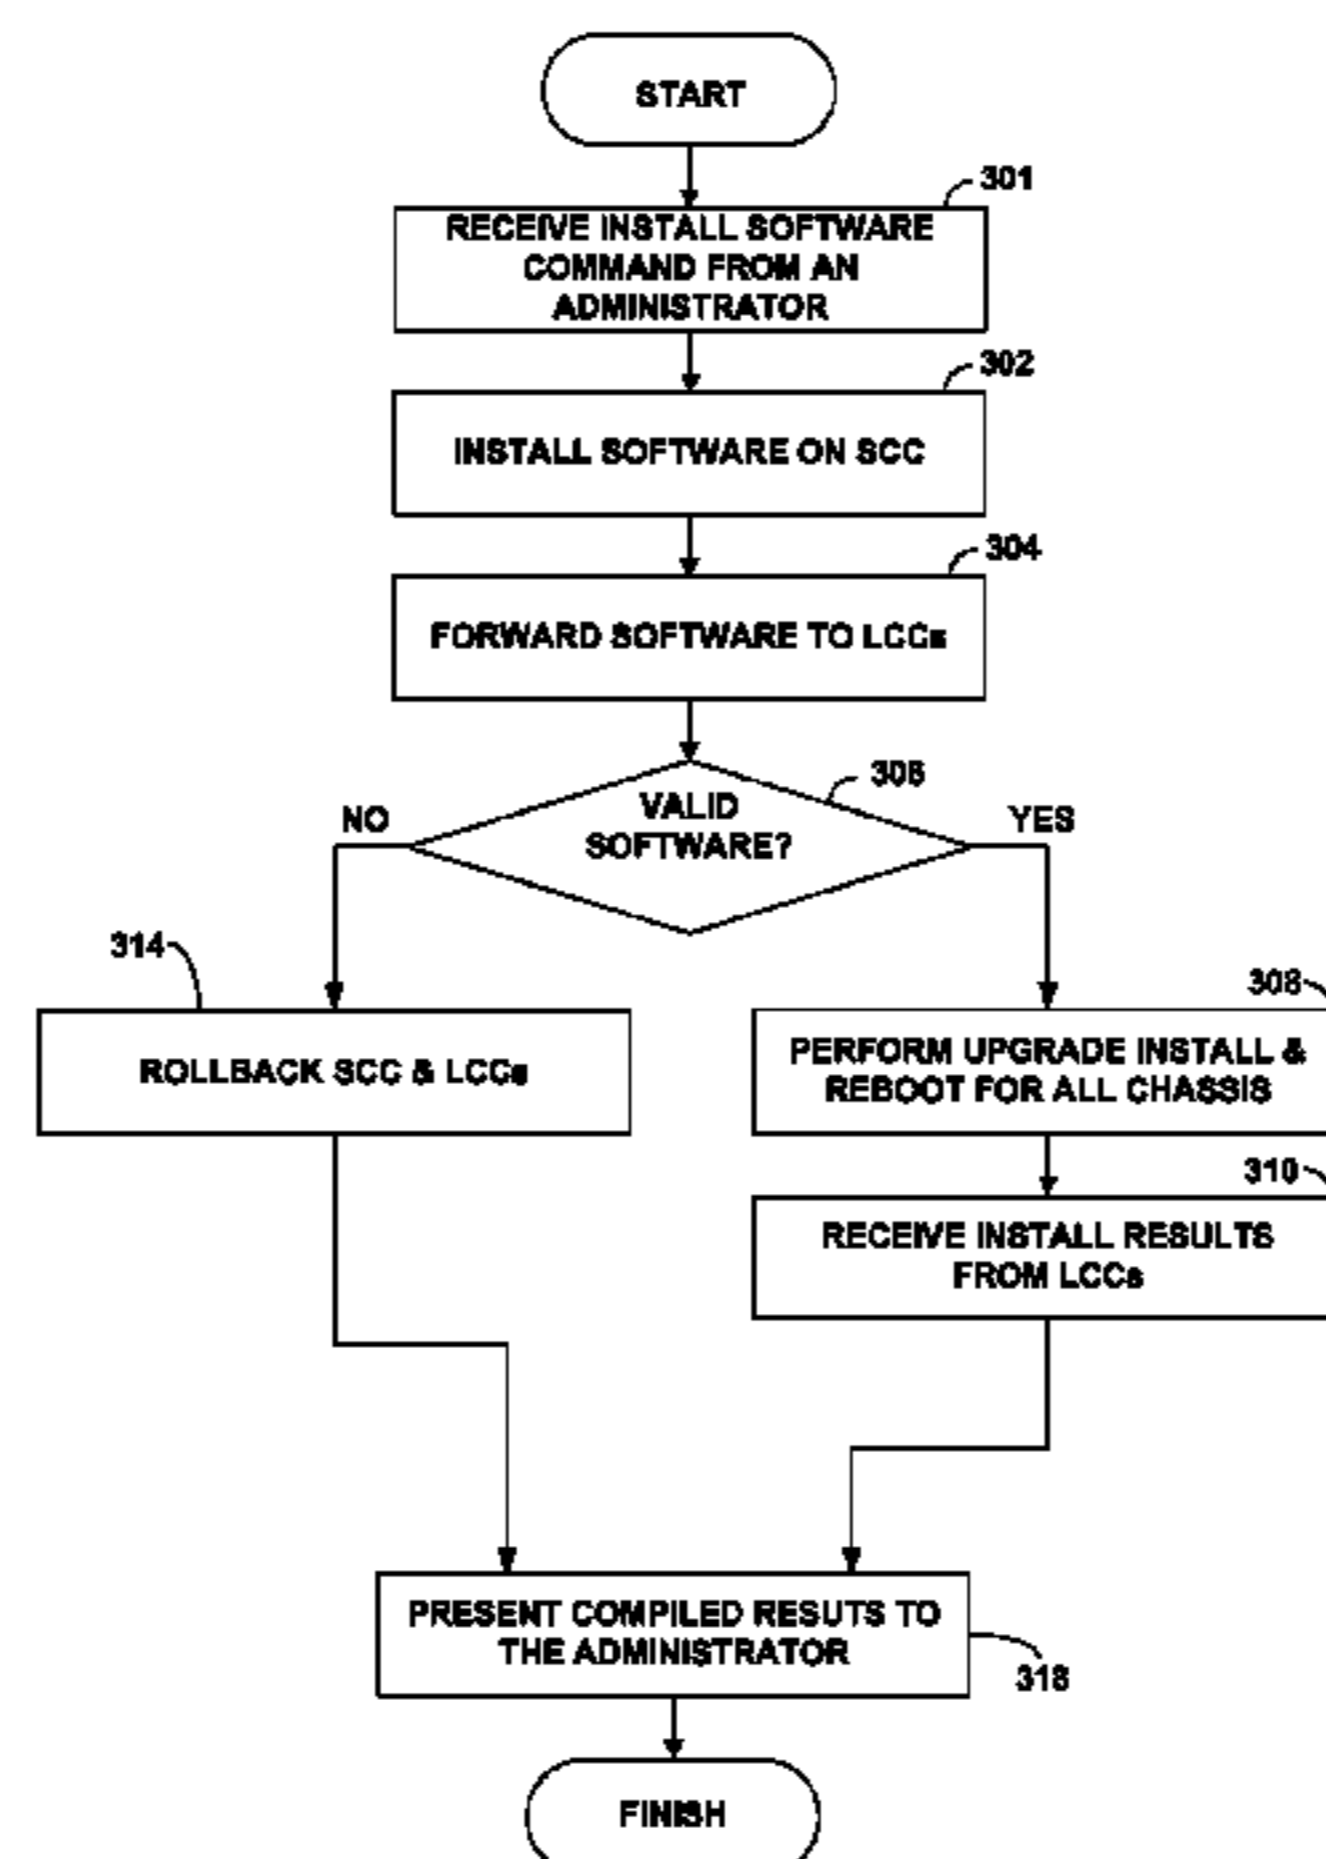 START
301
RECEIVE INSTALL SOFTWARE
COMMAND FROM AN
ADMINISTRATOR
302
INSTALL SOFTWARE ON SCC
304
FORWARD SOFTWARE TO LCCs
306
VALID
SOFTWARE?
NO
YES
314
ROLLBACK SCC & LCCs
308
PERFORM UPGRADE INSTALL &
REBOOT FOR ALL CHASSIS
310
RECEIVE INSTALL RESULTS
FROM LCCs
PRESENT COMPILED RESUTS TO
THE ADMINISTRATOR
318
FINISH